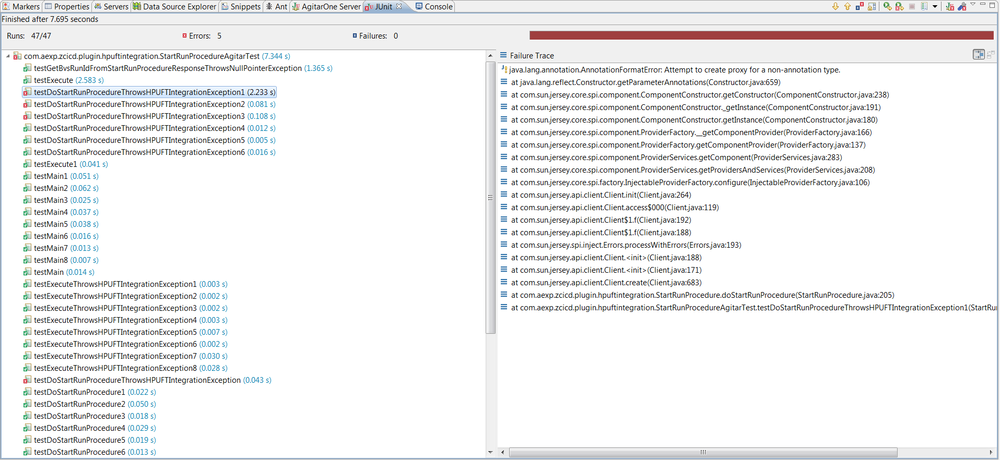 Markers Properties Servers Data Source Explorer Snippets Ant AgitarOne Server JUnit Console
Finished after 7.695 seconds
Runs: 47/47 Errors: 5 Failures: 0
com.aexp.zcicd.plugin.hpuftintegration.StartRunProcedureAgitarTest (7.344 s)
testGetBvsRunIdFromStartRunProcedureResponseThrowsNullPointerException (1.365 s)
testExecute (2.583 s)
testDoStartRunProcedureThrowsHPUFTIntegrationException1 (2.233 s)
testDoStartRunProcedureThrowsHPUFTIntegrationException2 (0.081 s)
testDoStartRunProcedureThrowsHPUFTIntegrationException3 (0.108 s)
testDoStartRunProcedureThrowsHPUFTIntegrationException4 (0.012 s)
testDoStartRunProcedureThrowsHPUFTIntegrationException5 (0.005 s)
testDoStartRunProcedureThrowsHPUFTIntegrationException6 (0.016 s)
testExecute1 (0.041 s)
testMain1 (0.051 s)
testMain2 (0.062 s)
testMain3 (0.025 s)
testMain4 (0.037 s)
testMain5 (0.038 s)
testMain6 (0.016 s)
testMain7 (0.013 s)
testMain8 (0.007 s)
testMain (0.014 s)
testExecuteThrowsHPUFTIntegrationException1 (0.003 s)
testExecuteThrowsHPUFTIntegrationException2 (0.002 s)
testExecuteThrowsHPUFTIntegrationException3 (0.002 s)
testExecuteThrowsHPUFTIntegrationException4 (0.003 s)
testExecuteThrowsHPUFTIntegrationException5 (0.007 s)
testExecuteThrowsHPUFTIntegrationException6 (0.002 s)
testExecuteThrowsHPUFTIntegrationException7 (0.030 s)
testExecuteThrowsHPUFTIntegrationException8 (0.028 s)
testDoStartRunProcedureThrowsHPUFTIntegrationException (0.043 s)
testDoStartRunProcedure1 (0.022 s)
testDoStartRunProcedure2 (0.050 s)
testDoStartRunProcedure3 (0.018 s)
testDoStartRunProcedure4 (0.029 s)
testDoStartRunProcedure5 (0.019 s)
testDoStartRunProcedure6 (0.013 s)
Failure Trace
java.lang.annotation.AnnotationFormatError: Attempt to create proxy for a non-annotation type.
at java.lang.reflect.Constructor.getParameterAnnotations(Constructor.java:659)
at com.sun.jersey.core.spi.component.ComponentConstructor.getConstructor(ComponentConstructor.java:238)
at com.sun.jersey.core.spi.component.ComponentConstructor._getInstance(ComponentConstructor.java:191)
at com.sun.jersey.core.spi.component.ComponentConstructor.getInstance(ComponentConstructor.java:180)
at com.sun.jersey.core.spi.component.ProviderFactory.__getComponentProvider(ProviderFactory.java:166)
at com.sun.jersey.core.spi.component.ProviderFactory.getComponentProvider(ProviderFactory.java:137)
at com.sun.jersey.core.spi.component.ProviderServices.getComponent(ProviderServices.java:283)
at com.sun.jersey.core.spi.component.ProviderServices.getProvidersAndServices(ProviderServices.java:208)
at com.sun.jersey.core.spi.factory.InjectableProviderFactory.configure(InjectableProviderFactory.java:106)
at com.sun.jersey.api.client.Client.init(Client.java:264)
at com.sun.jersey.api.client.Client.access$000(Client.java:119)
at com.sun.jersey.api.client.Client$1.f(Client.java:192)
at com.sun.jersey.api.client.Client$1.f(Client.java:188)
at com.sun.jersey.spi.inject.Errors.processWithErrors(Errors.java:193)
at com.sun.jersey.api.client.Client.<init>(Client.java:188)
at com.sun.jersey.api.client.Client.<init>(Client.java:171)
at com.sun.jersey.api.client.Client.create(Client.java:683)
at com.aexp.zcicd.plugin.hpuftintegration.StartRunProcedure.doStartRunProcedure(StartRunProcedure.java:205)
at com.aexp.zcicd.plugin.hpuftintegration.StartRunProcedureAgitarTest.testDoStartRunProcedureThrowsHPUFTIntegrationException1(StartRu